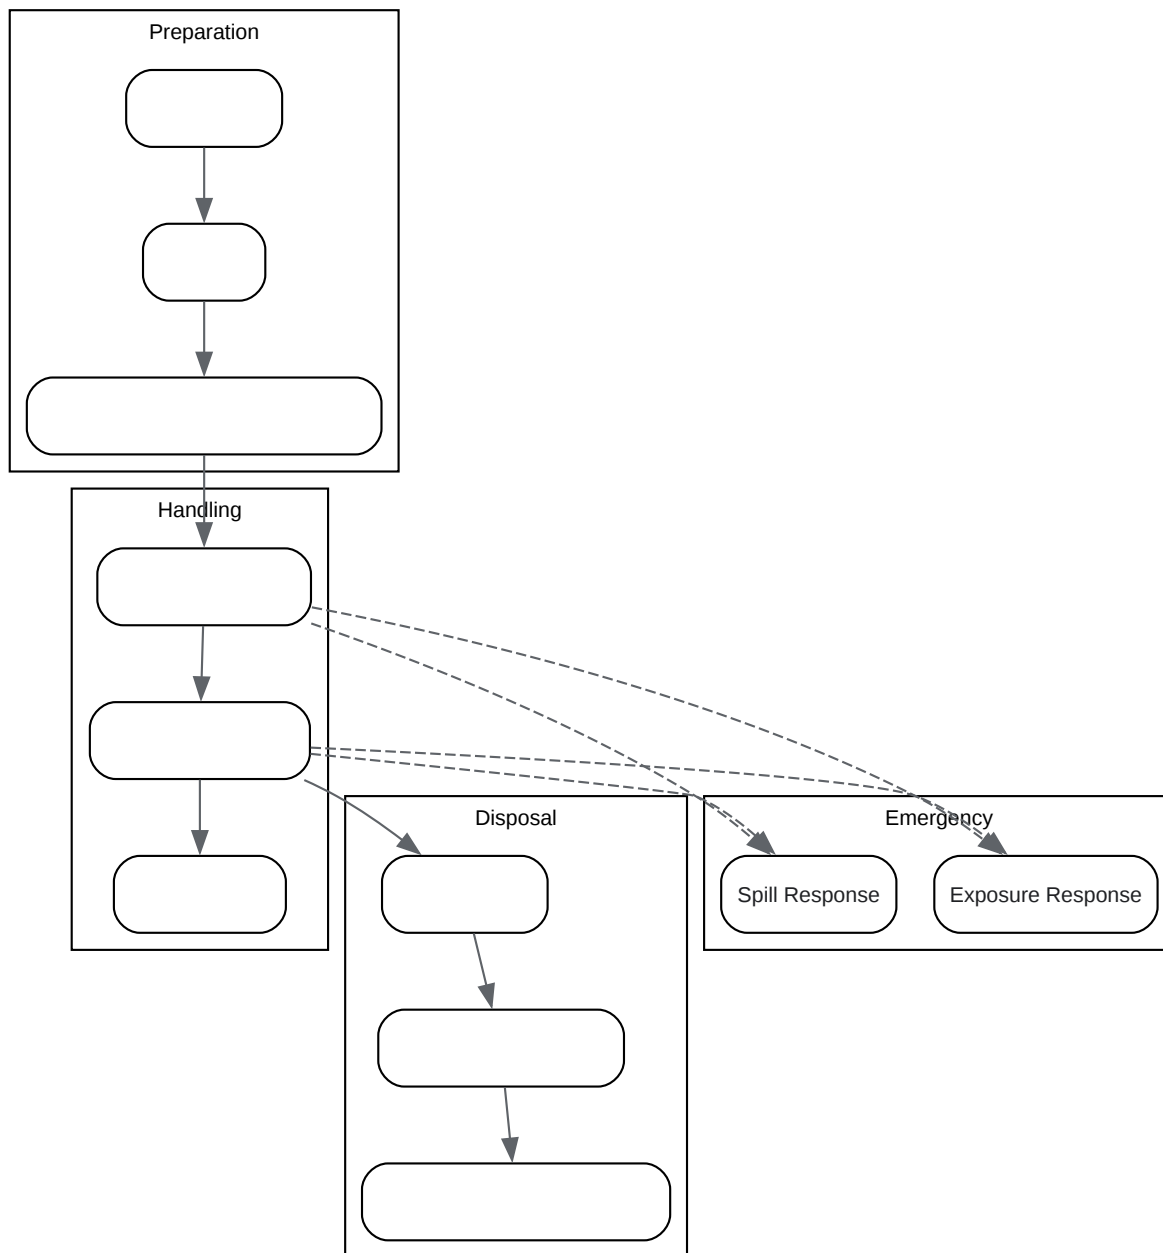 Preparation
Handling
Disposal
Emergency
Spill Response
Exposure Response